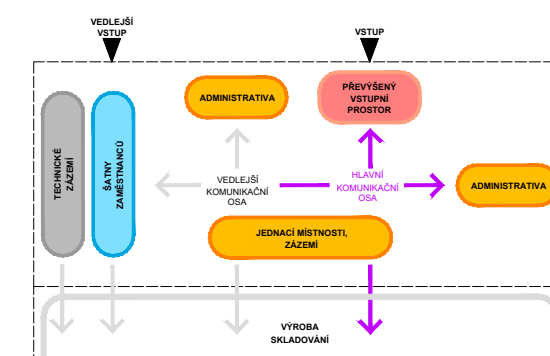 VEDLEJŠÍ
VSTUP
VSTUP
TECHNICKÉ
ZÁZEMÍ
ŠATNY
ZAMĚSTNANCŮ
ADMINISTRATIVA
PŘEVÝŠENÝ
VSTUPNÍ
PROSTOR
VEDLEJŠÍ
KOMUNIKAČNÍ
OSA
HLAVNÍ
KOMUNIKAČNÍ
OSA
ADMINISTRATIVA
JEDNACÍ MÍSTNOSTI,
ZÁZEMÍ
VÝROBA
SKLADOVÁNÍ